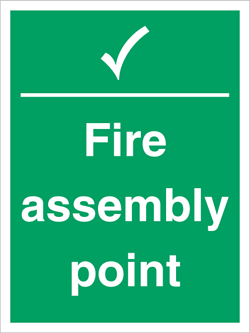 Fire
assembly
point